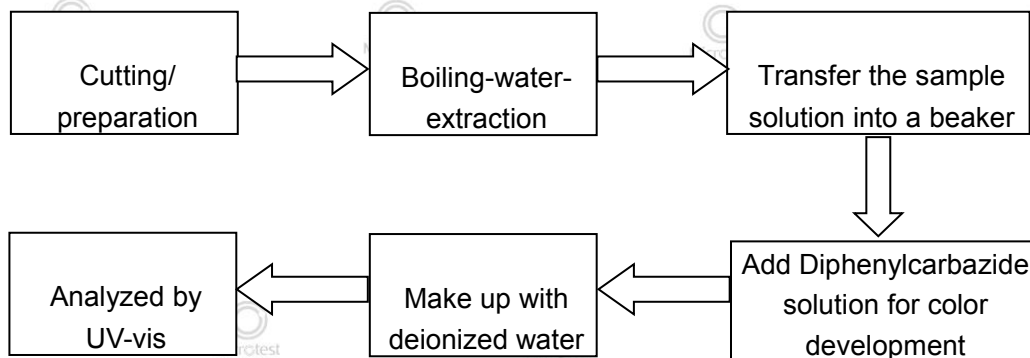 Cutting/
preparation
Boiling-water-
extraction
Transfer the sample
solution into a beaker
Add Diphenylcarbazide
solution for color
development
Make up with
deionized water
Analyzed by
UV-vis